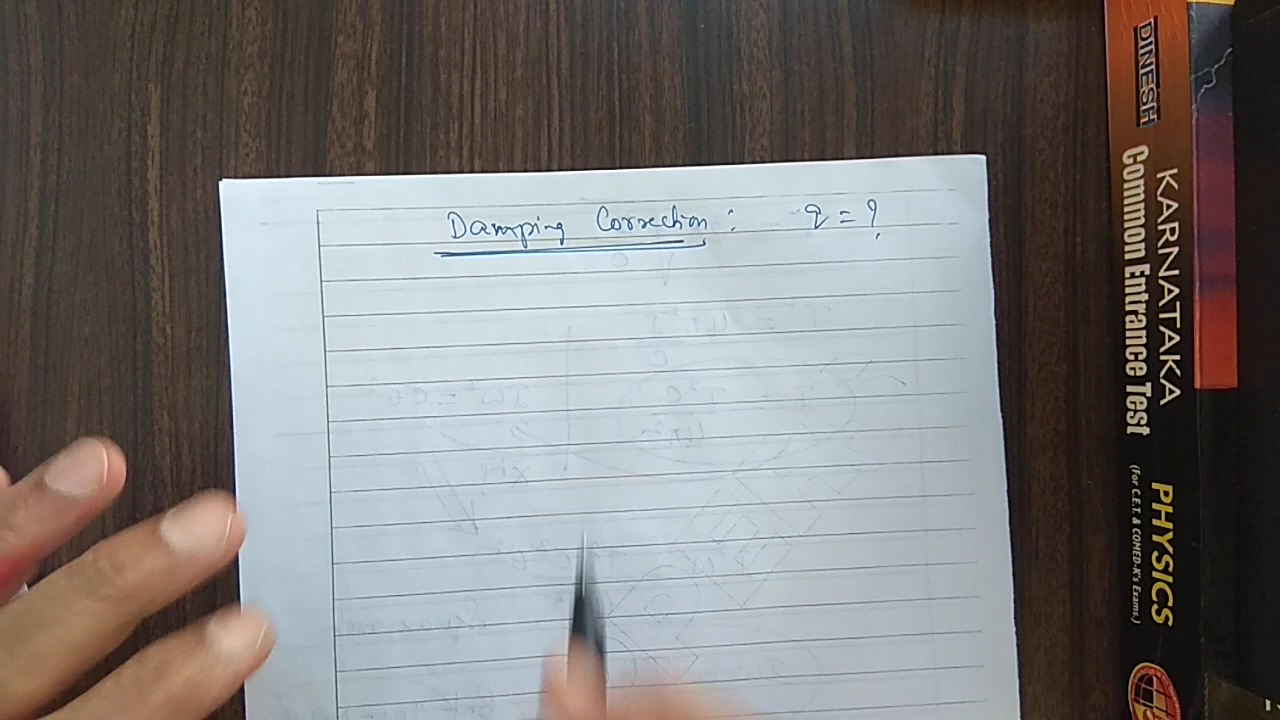 Damping Correction : q = ?
DINESH
KARNATAKA
Common Entrance Test
(For C.E.T. & COMED-K's Exams.)
PHYSICS